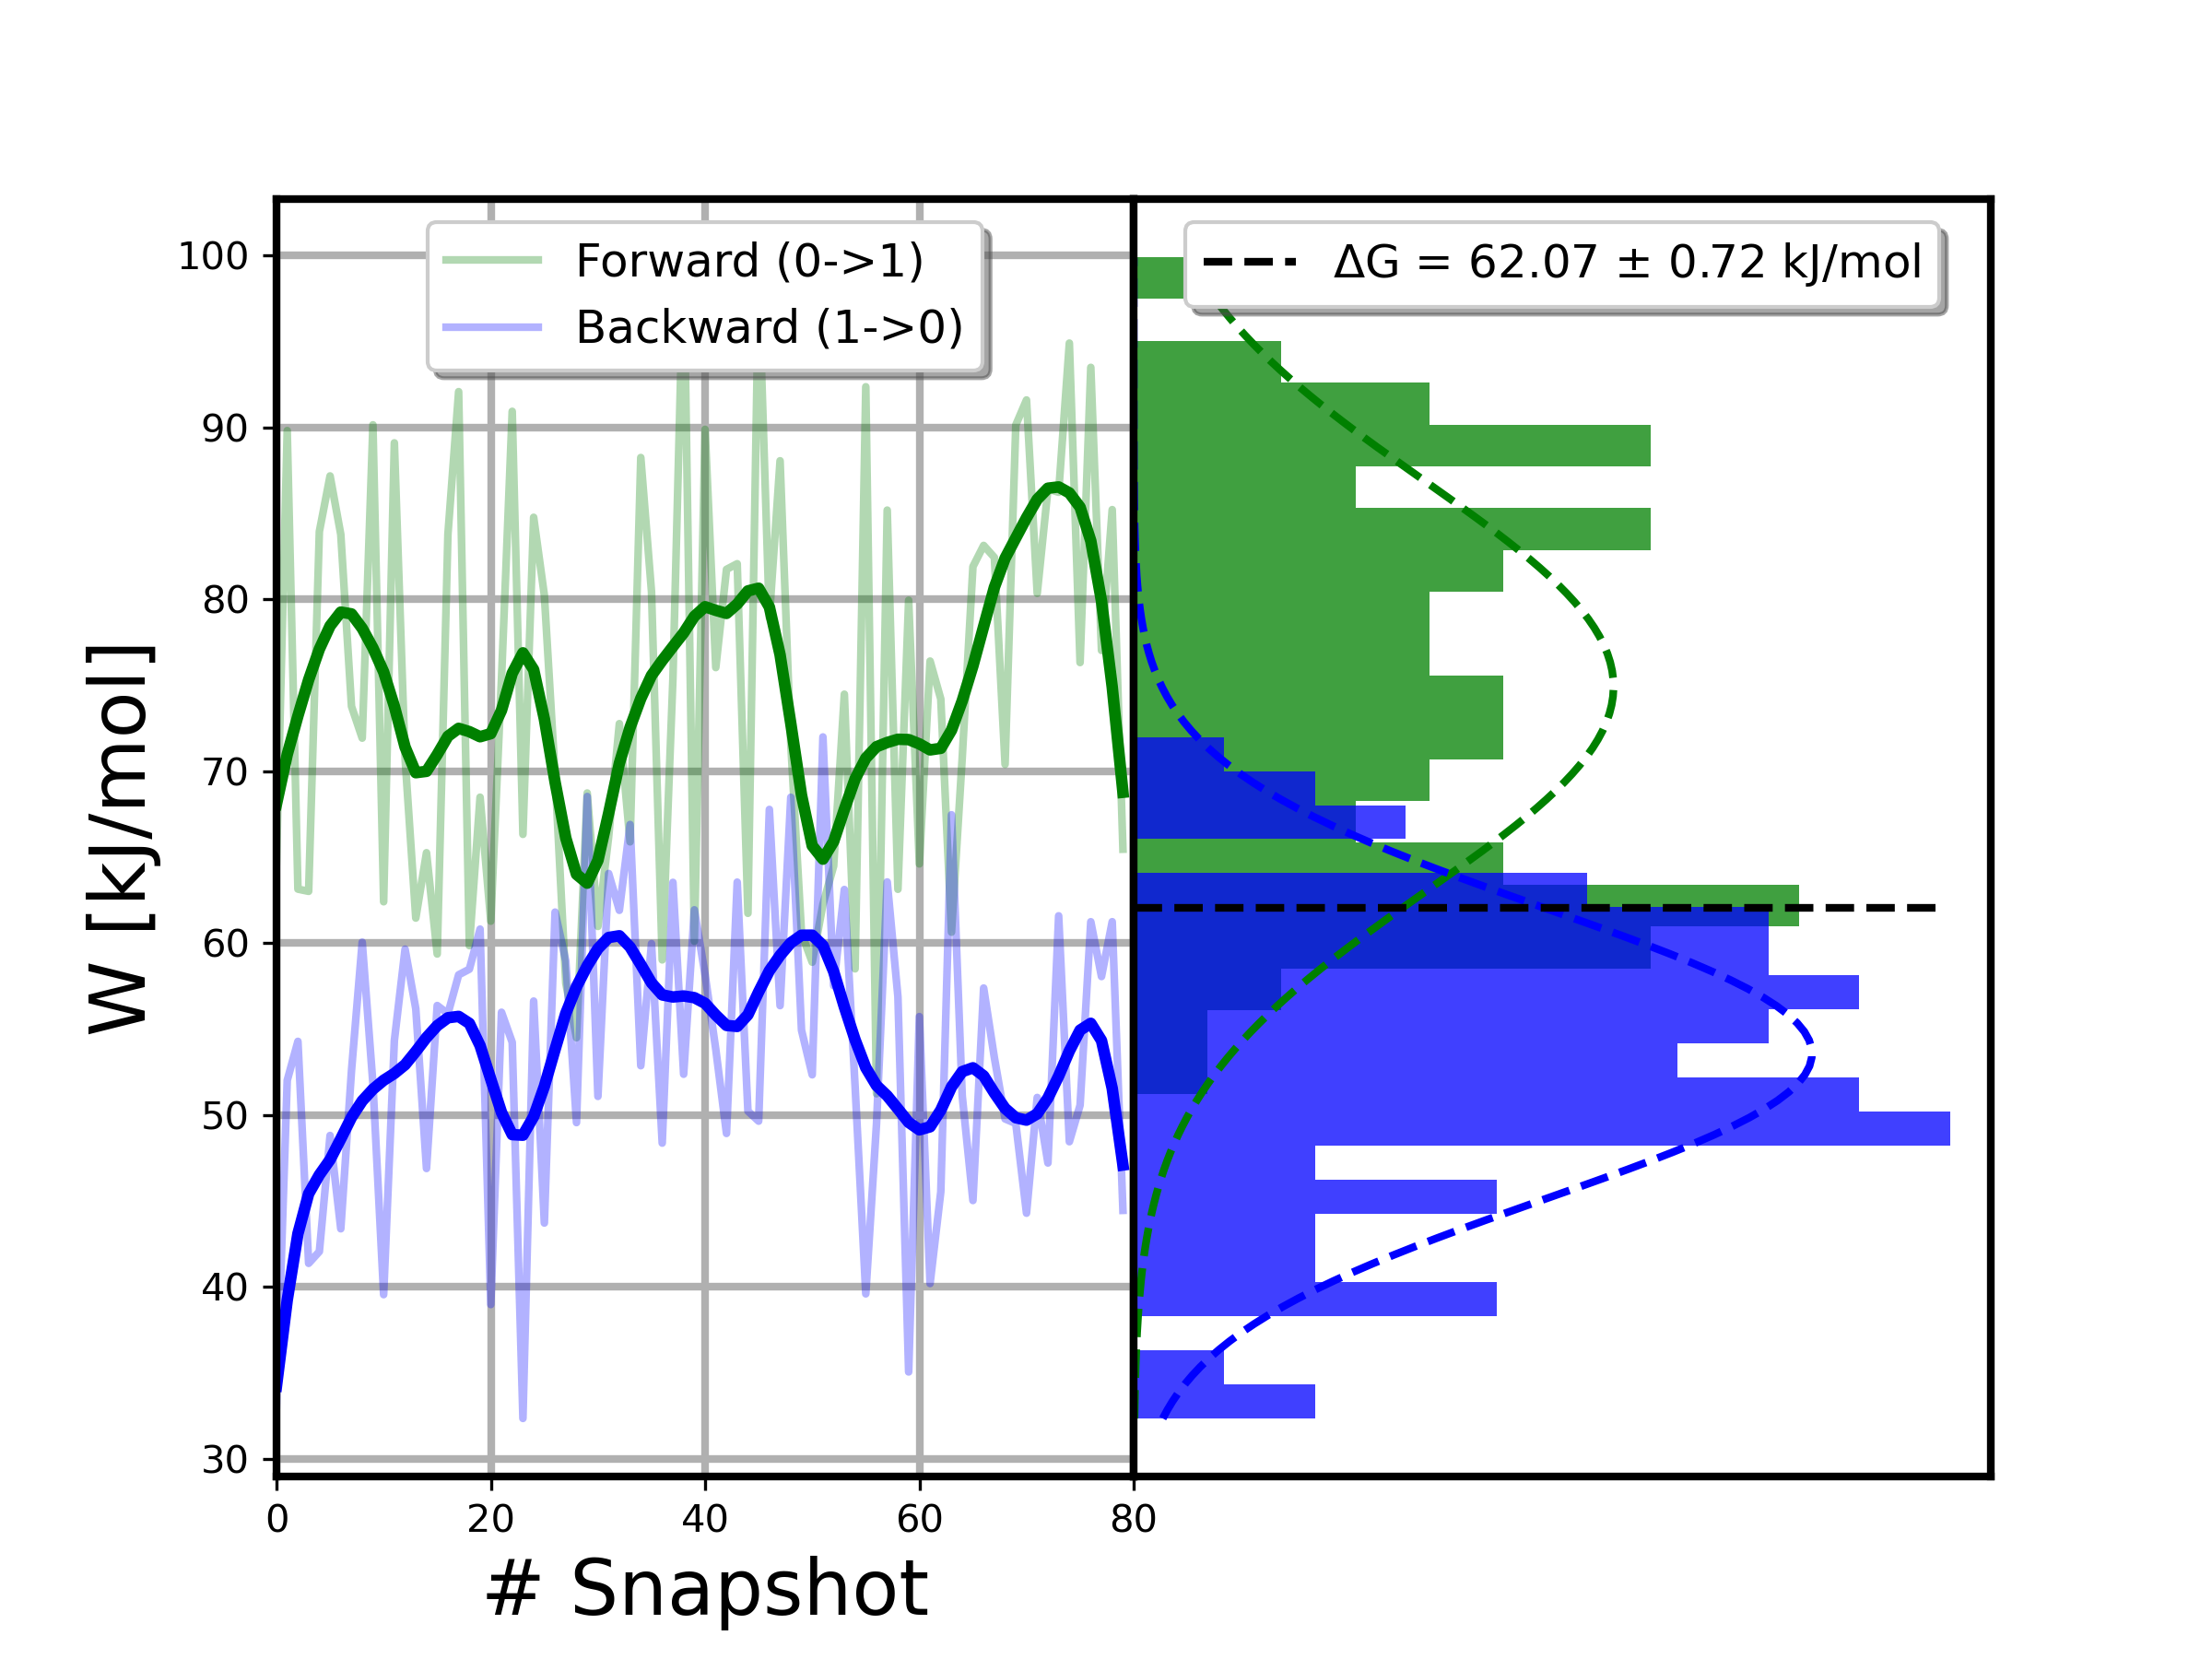 Forward (0->1)
Backward (1->0)
ΔG = 62.07 ± 0.72 kJ/mol
100
90
80
70
60
50
40
30
W [kJ/mol]
0 20 40 60 80
# Snapshot